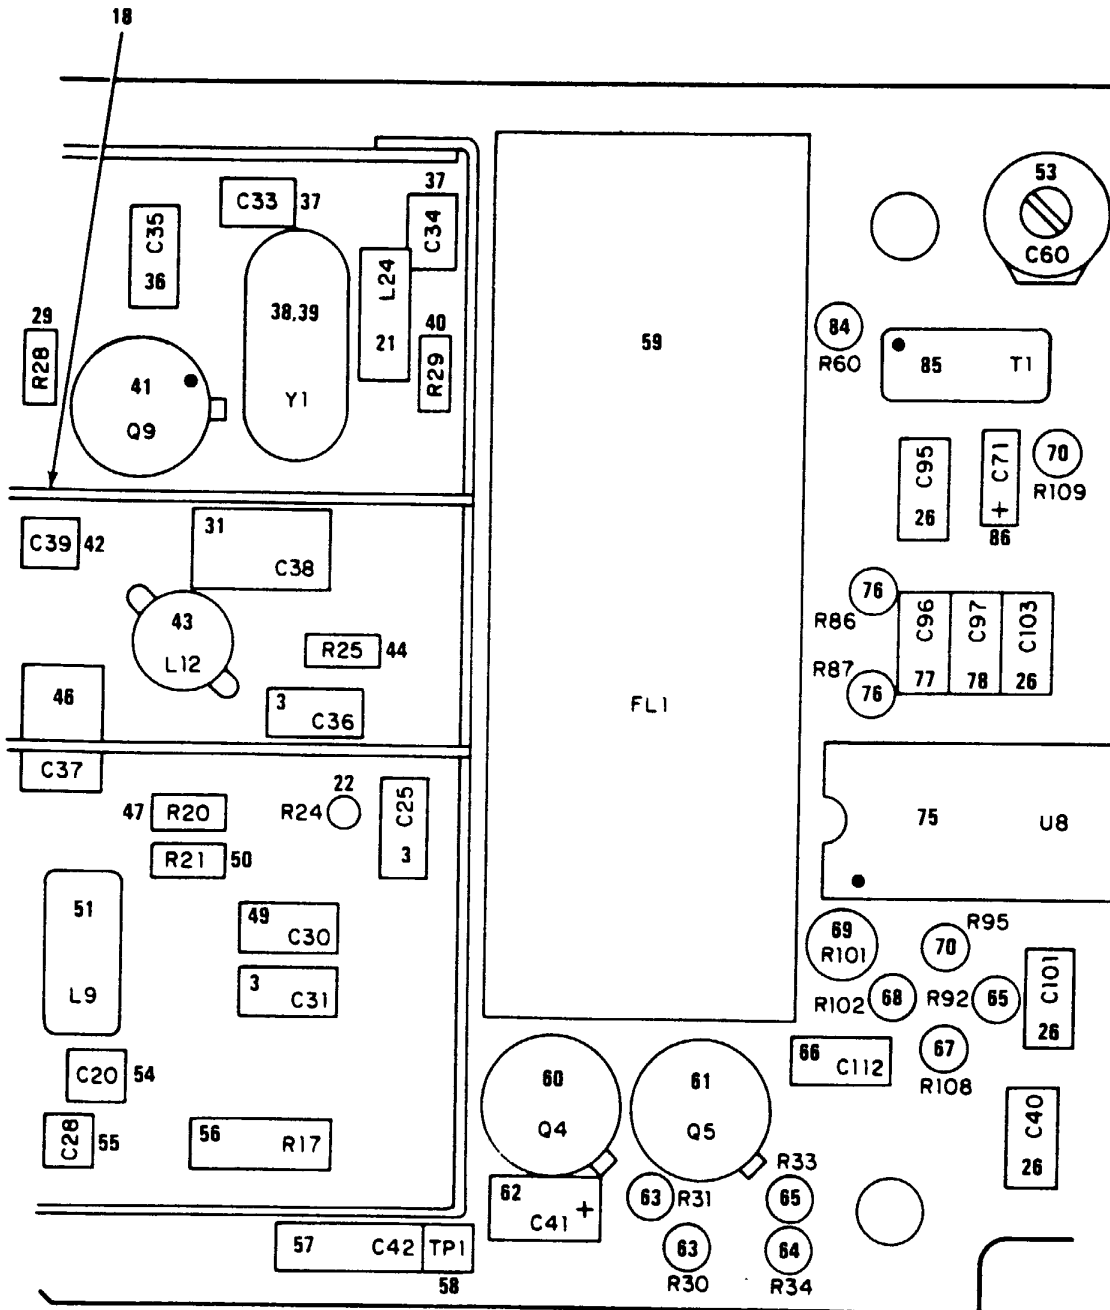 18
C33 37
37
C34
C35
36
L24
21
38,39
Y1
29
R28
41
Q9
40
R29
59
FL1
53
C60
84
R60
85 T1
C95
26
+ C71
86
70
R109
C39 42
31
C38
43
L12
R25 44
3
C36
46
C37
76
R86
R87
76
C96
77
C97
78
C103
26
47 R20
R21 50
22
R24
C25
3
75 U8
51
L9
49
C30
3
C31
69
R101
R95
70
R102 68
R92 65
C101
26
67
R108
66
C112
C20 54
C28 55
56 R17
60
Q4
61
Q5
C40
26
62
+
C41
63 R31
63
R30
R33
65
64
R34
57 C42 TP1
58